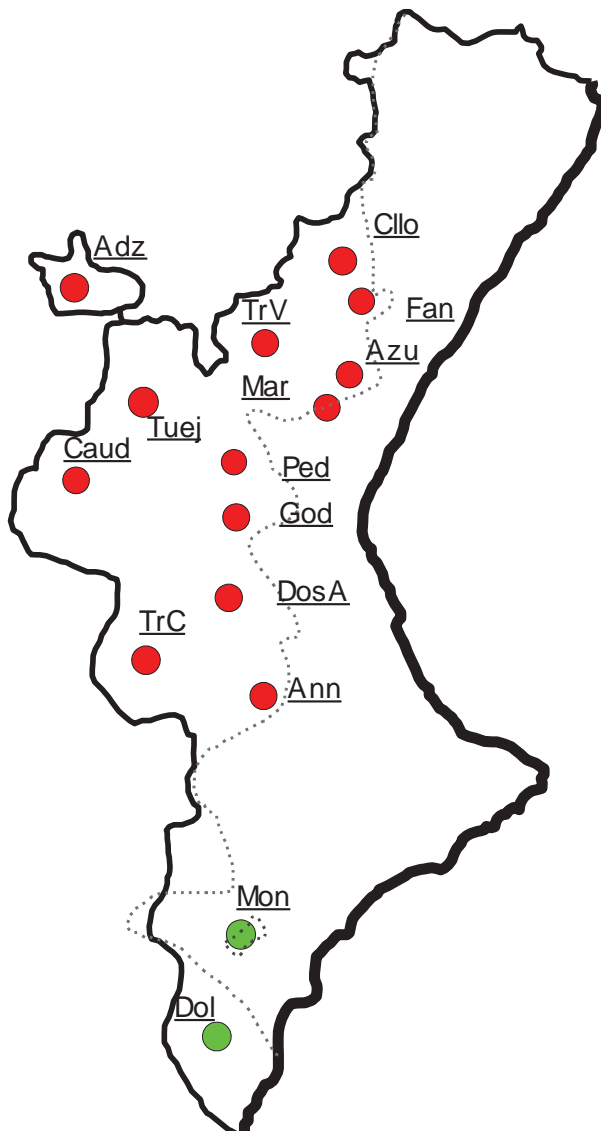 Cllo
Adz
Fan
TrV
Azu
Mar
Tuej
Caud
Ped
God
DosA
TrC
Ann
Mon
Dol